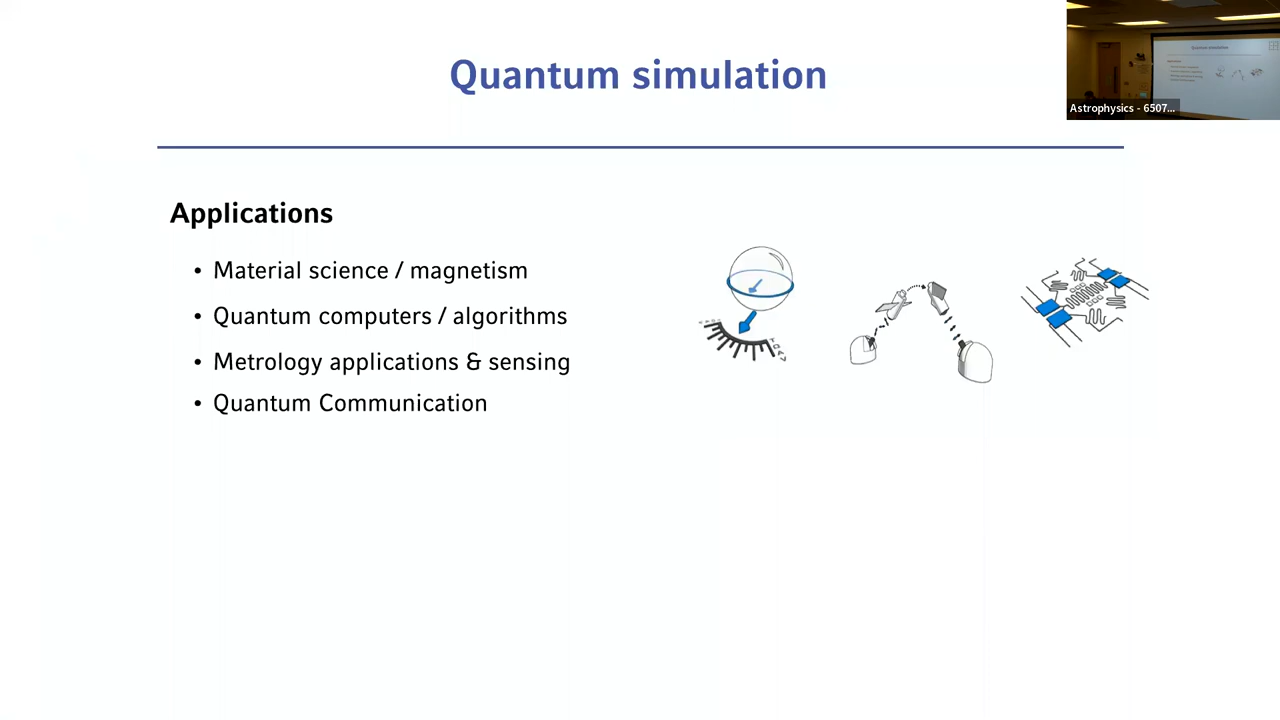 Quantum simulation
Astrophysics - 6507...
Applications
• Material science / magnetism
• Quantum computers / algorithms
• Metrology applications & sensing
• Quantum Communication